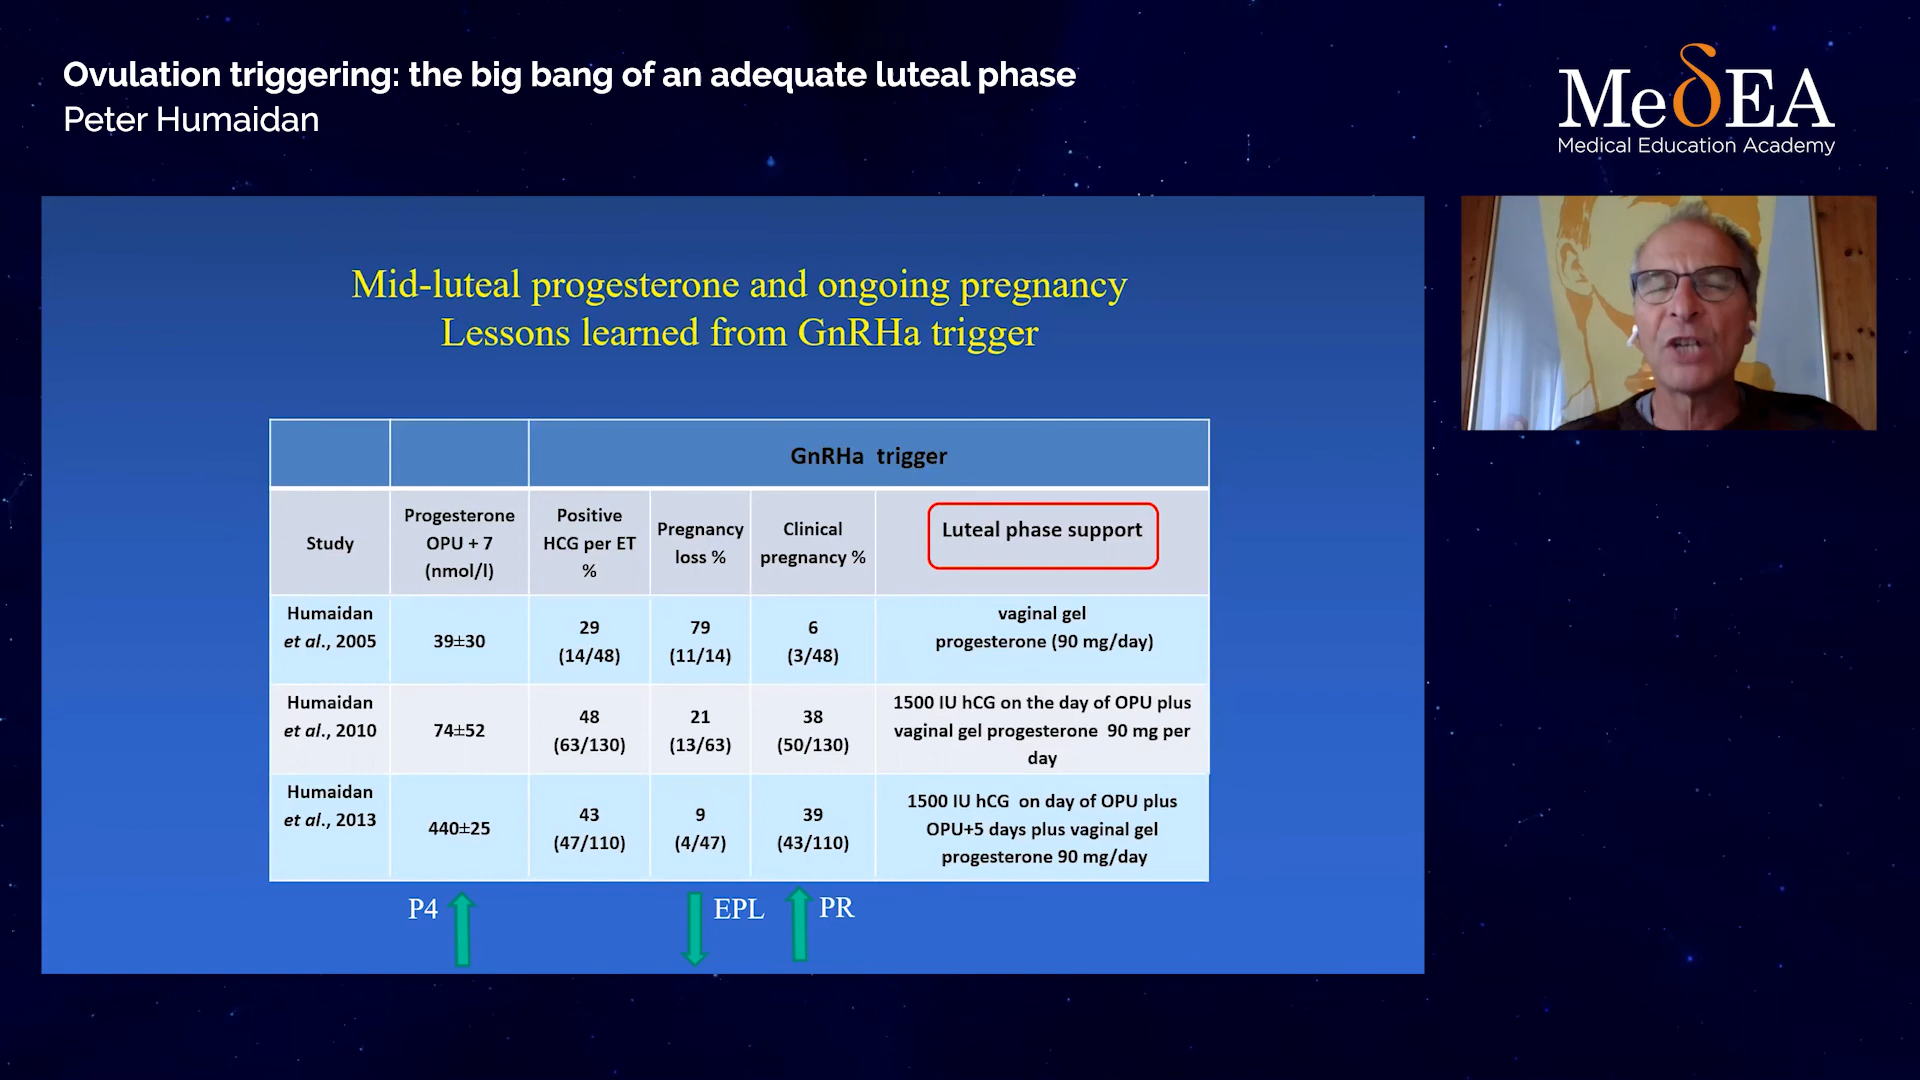 Ovulation triggering: the big bang of an adequate luteal phase
Peter Humaidan
MeδEA
Medical Education Academy
Mid-luteal progesterone and ongoing pregnancy
Lessons learned from GnRHa trigger
GnRHa trigger
Study
Progesterone
OPU + 7
(nmol/l)
Positive
HCG per ET
%
Pregnancy
loss %
Clinical
pregnancy %
Luteal phase support
Humaidan
et al., 2005
39±30
29
(14/48)
79
(11/14)
6
(3/48)
vaginal gel
progesterone (90 mg/day)
Humaidan
et al., 2010
74±52
48
(63/130)
21
(13/63)
38
(50/130)
1500 IU hCG on the day of OPU plus
vaginal gel progesterone 90 mg per
day
Humaidan
et al., 2013
440±25
43
(47/110)
9
(4/47)
39
(43/110)
1500 IU hCG on day of OPU plus
OPU+5 days plus vaginal gel
progesterone 90 mg/day
P4
EPL
PR